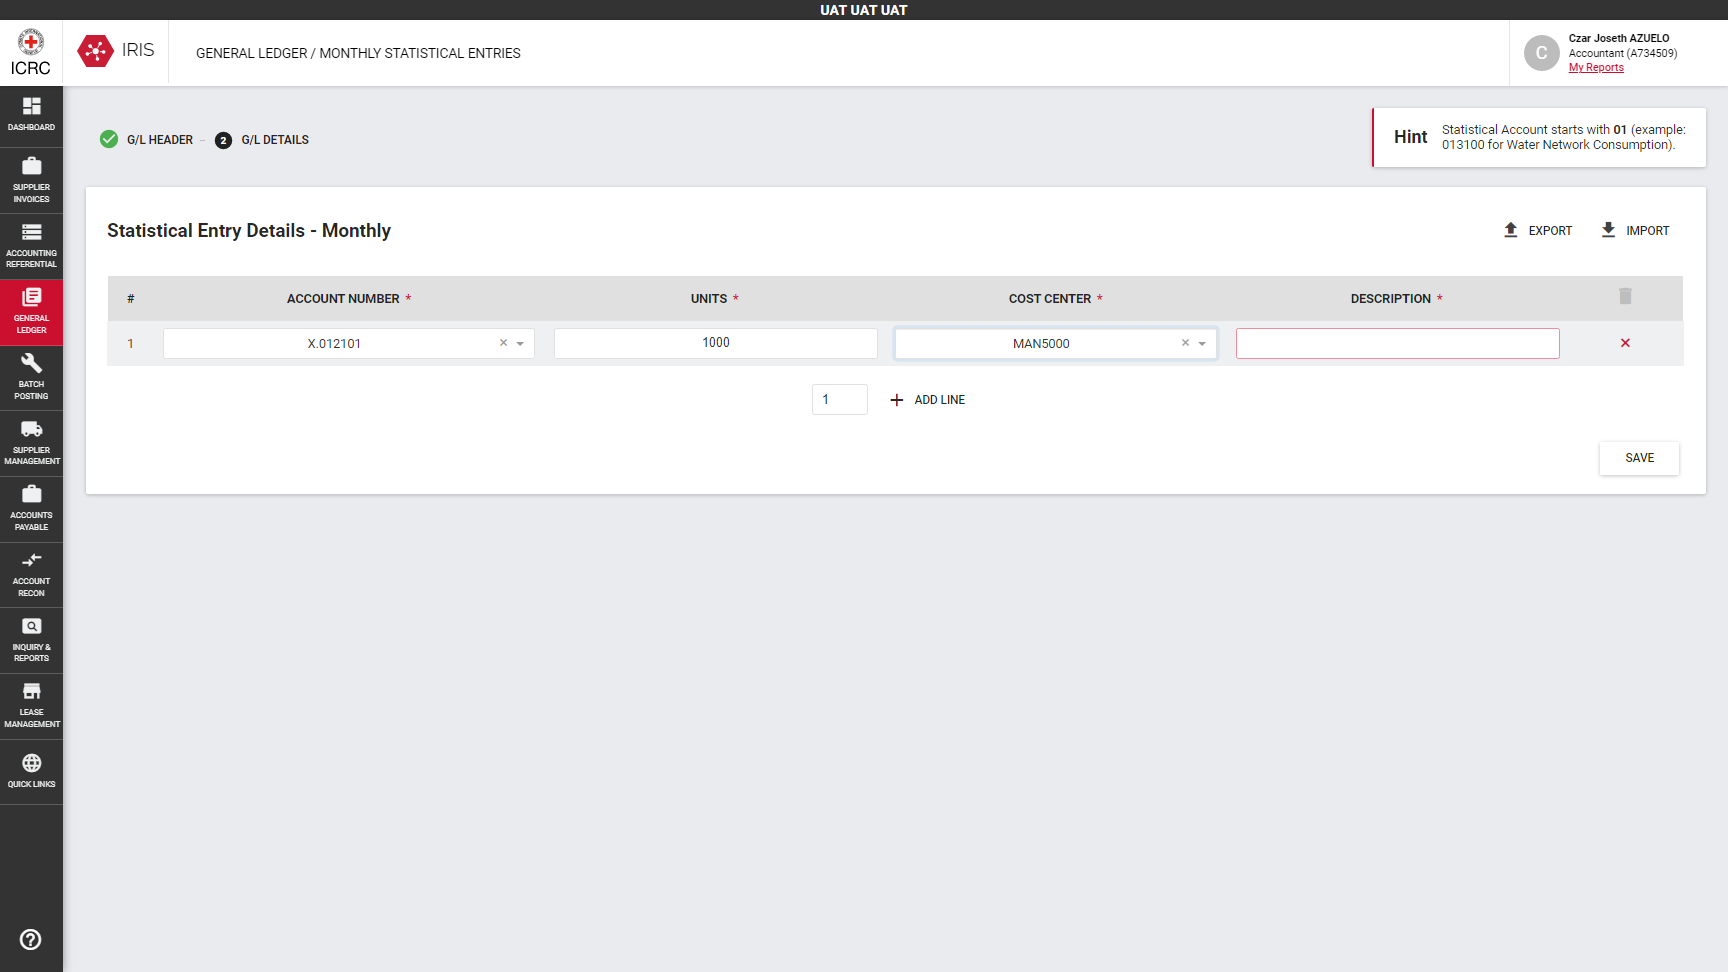 UAT UAT UAT
ICRC
IRIS
GENERAL LEDGER / MONTHLY STATISTICAL ENTRIES
C
Czar Joseth AZUELO
Accountant (A734509)
My Reports
DASHBOARD
SUPPLIER
INVOICES
ACCOUNTING
REFERENTIAL
GENERAL
LEDGER
BATCH
POSTING
SUPPLIER
MANAGEMENT
ACCOUNTS
PAYABLE
ACCOUNT
RECON
INQUIRY &
REPORTS
LEASE
MANAGEMENT
QUICK LINKS
G/L HEADER
2 G/L DETAILS
Hint
Statistical Account starts with 01 (example:
013100 for Water Network Consumption).
Statistical Entry Details - Monthly
EXPORT
IMPORT
# ACCOUNT NUMBER * UNITS * COST CENTER * DESCRIPTION *
1 X.012101 1000 MAN5000
1 ADD LINE
SAVE